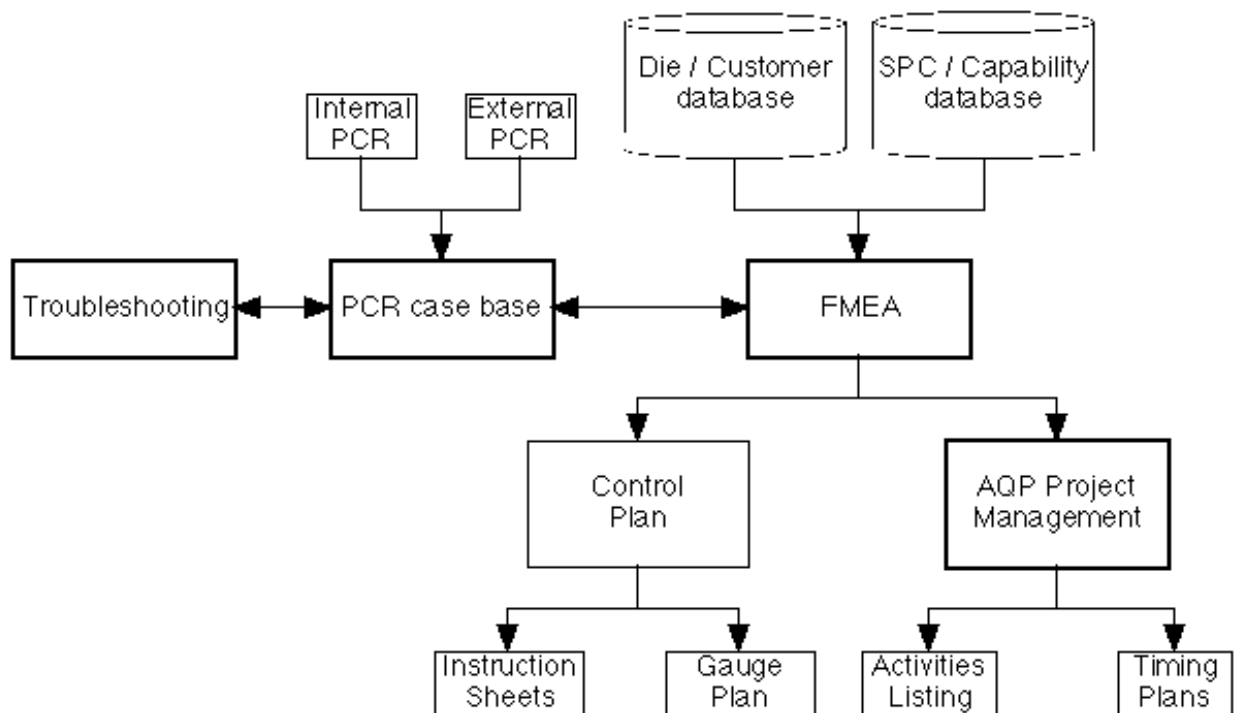 Die / Customer
database
SPC / Capability
database
Internal
PCR
External
PCR
Troubleshooting
PCR case base
FMEA
Control
Plan
AQP Project
Management
Instruction
Sheets
Gauge
Plan
Activities
Listing
Timing
Plans